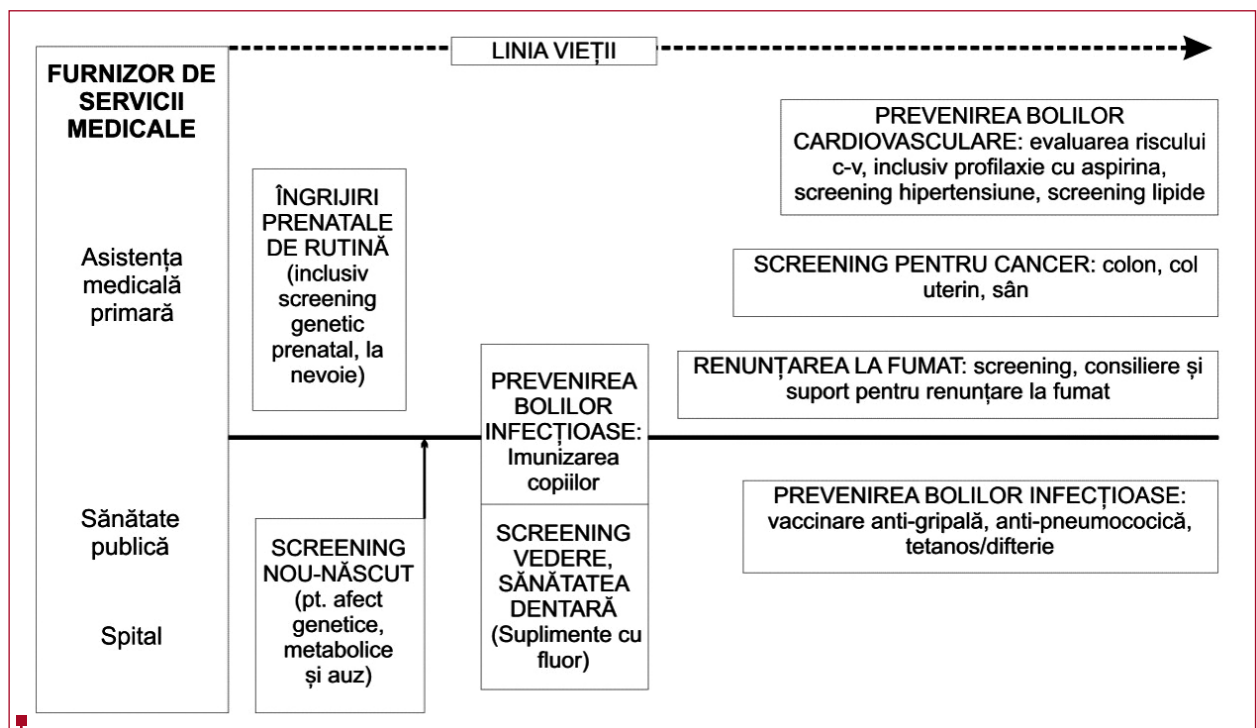 LINIA VIEȚII
FURNIZOR DE
SERVICII
MEDICALE
Asistența
medicală
primară
Sănătate
publică
Spital
ÎNGRIJIRI
PRENATALE
DE RUTINĂ
(inclusiv
screening
genetic
prenatal, la
nevoie)
SCREENING
NOU-NĂSCUT
(pt. afect
genetice,
metabolice
și auz)
PREVENIREA
BOLILOR
INFECȚIOASE:
Imunizarea
copiilor
SCREENING
VEDERE,
SĂNĂTATEA
DENTARĂ
(Suplimente cu
fluor)
PREVENIREA BOLILOR
CARDIOVASCULARE: evaluarea riscului
c-v, inclusiv profilaxie cu aspirina,
screening hipertensiune, screening lipide
SCREENING PENTRU CANCER: colon, col
uterin, sân
RENUNȚAREA LA FUMAT: screening, consiliere și
suport pentru renunțare la fumat
PREVENIREA BOLILOR INFECȚIOASE:
vaccinare anti-gripală, anti-pneumococică,
tetanos/difterie